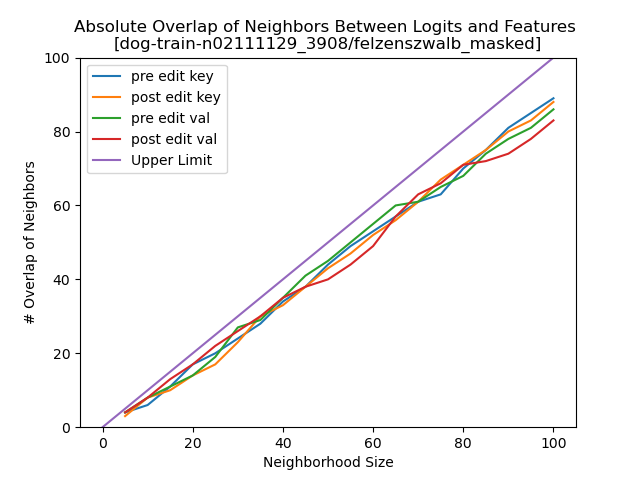 Absolute Overlap of Neighbors Between Logits and Features
[dog-train-n02111129_3908/felzenszwalb_masked]
pre edit key
post edit key
pre edit val
post edit val
Upper Limit
# Overlap of Neighbors
100
80
60
40
20
0
0 20 40 60 80 100
Neighborhood Size